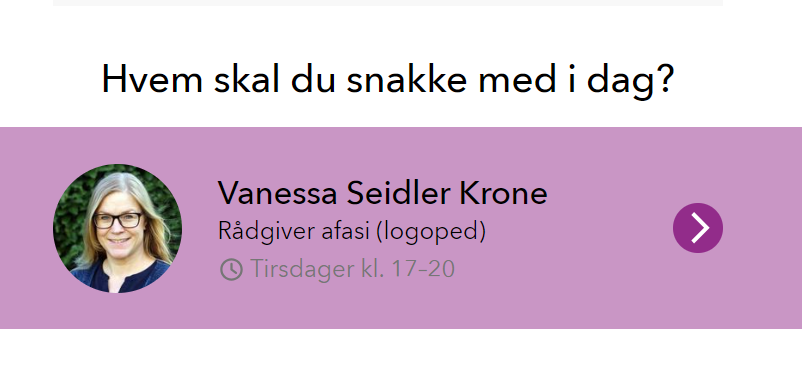 Hvem skal du snakke med i dag?
Vanessa Seidler Krone
Rådgiver afasi (logoped)
Tirsdager kl. 17–20